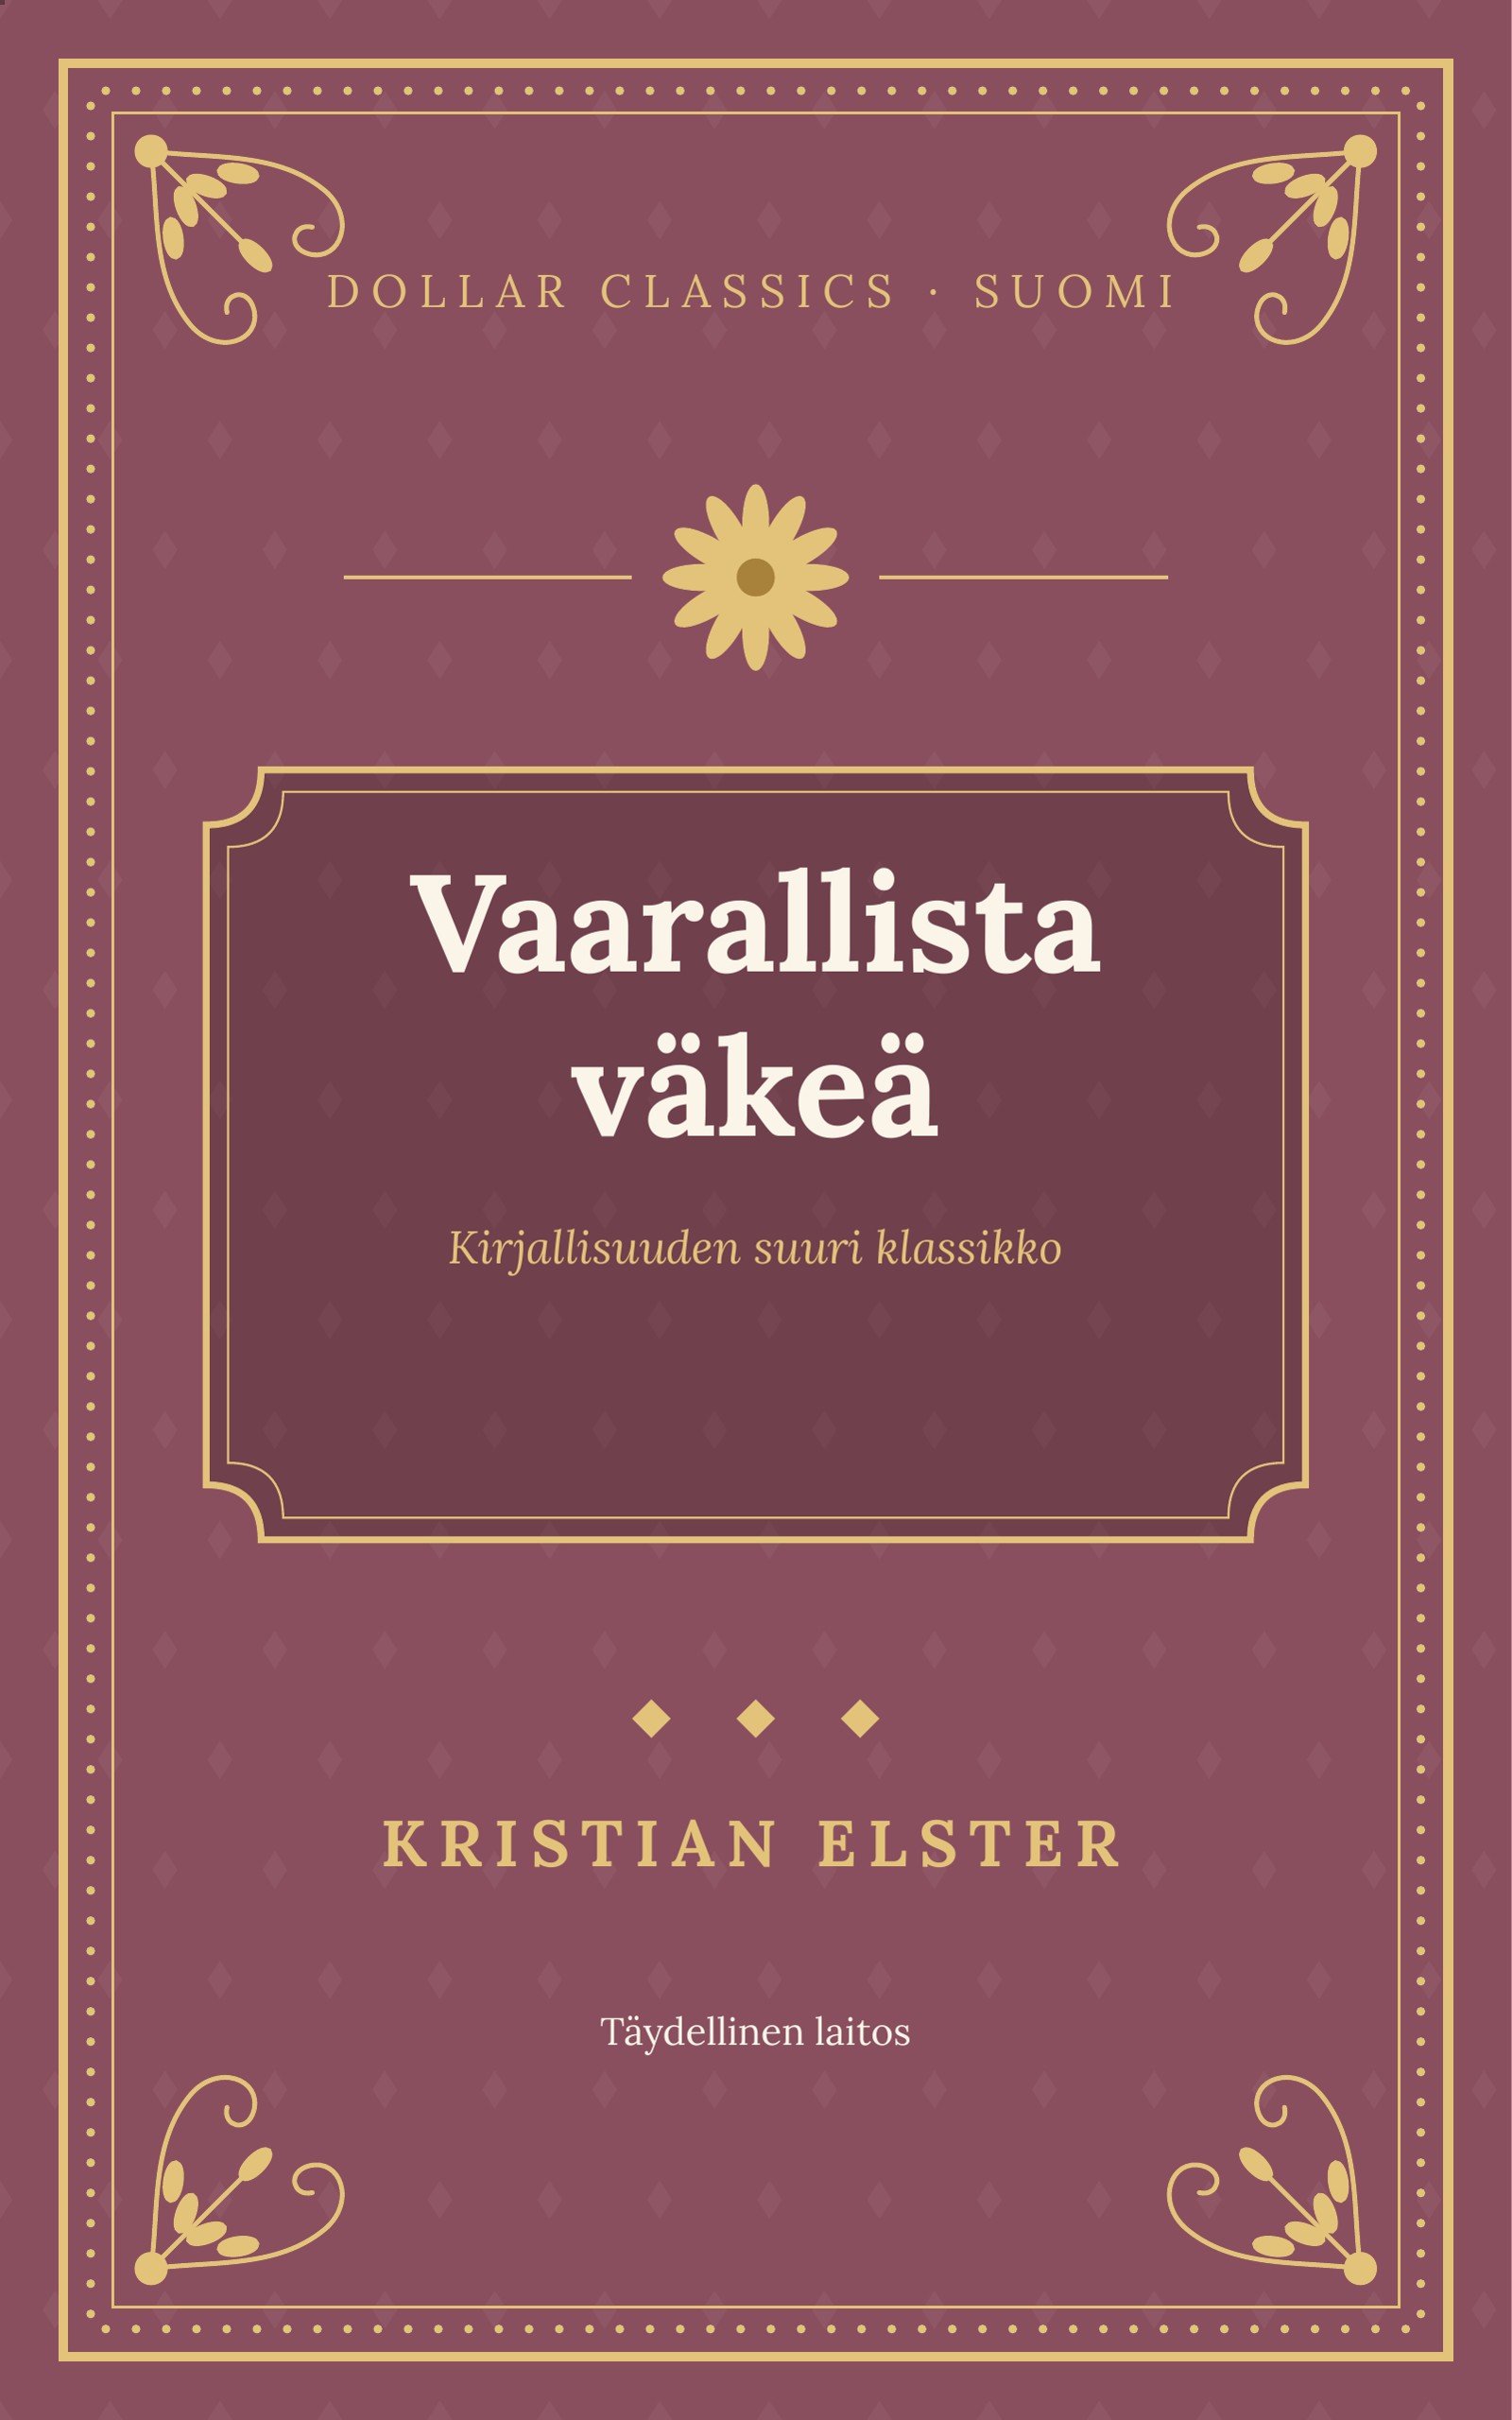 DOLLAR CLASSICS · SUOMI
Vaarallista
väkeä
Kirjallisuuden suuri klassikko
KRISTIAN ELSTER
Täydellinen laitos